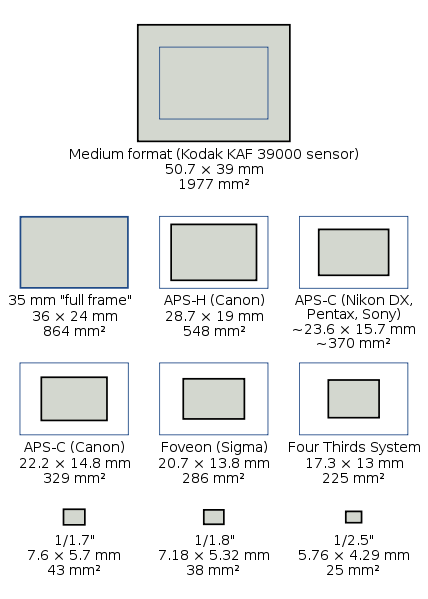 Medium format (Kodak KAF 39000 sensor)
50.7 × 39 mm
1977 mm²
35 mm "full frame"
36 × 24 mm
864 mm²
APS-H (Canon)
28.7 × 19 mm
548 mm²
APS-C (Nikon DX,
Pentax, Sony)
~23.6 × 15.7 mm
~370 mm²
APS-C (Canon)
22.2 × 14.8 mm
329 mm²
Foveon (Sigma)
20.7 × 13.8 mm
286 mm²
Four Thirds System
17.3 × 13 mm
225 mm²
1/1.7"
7.6 × 5.7 mm
43 mm²
1/1.8"
7.18 × 5.32 mm
38 mm²
1/2.5"
5.76 × 4.29 mm
25 mm²